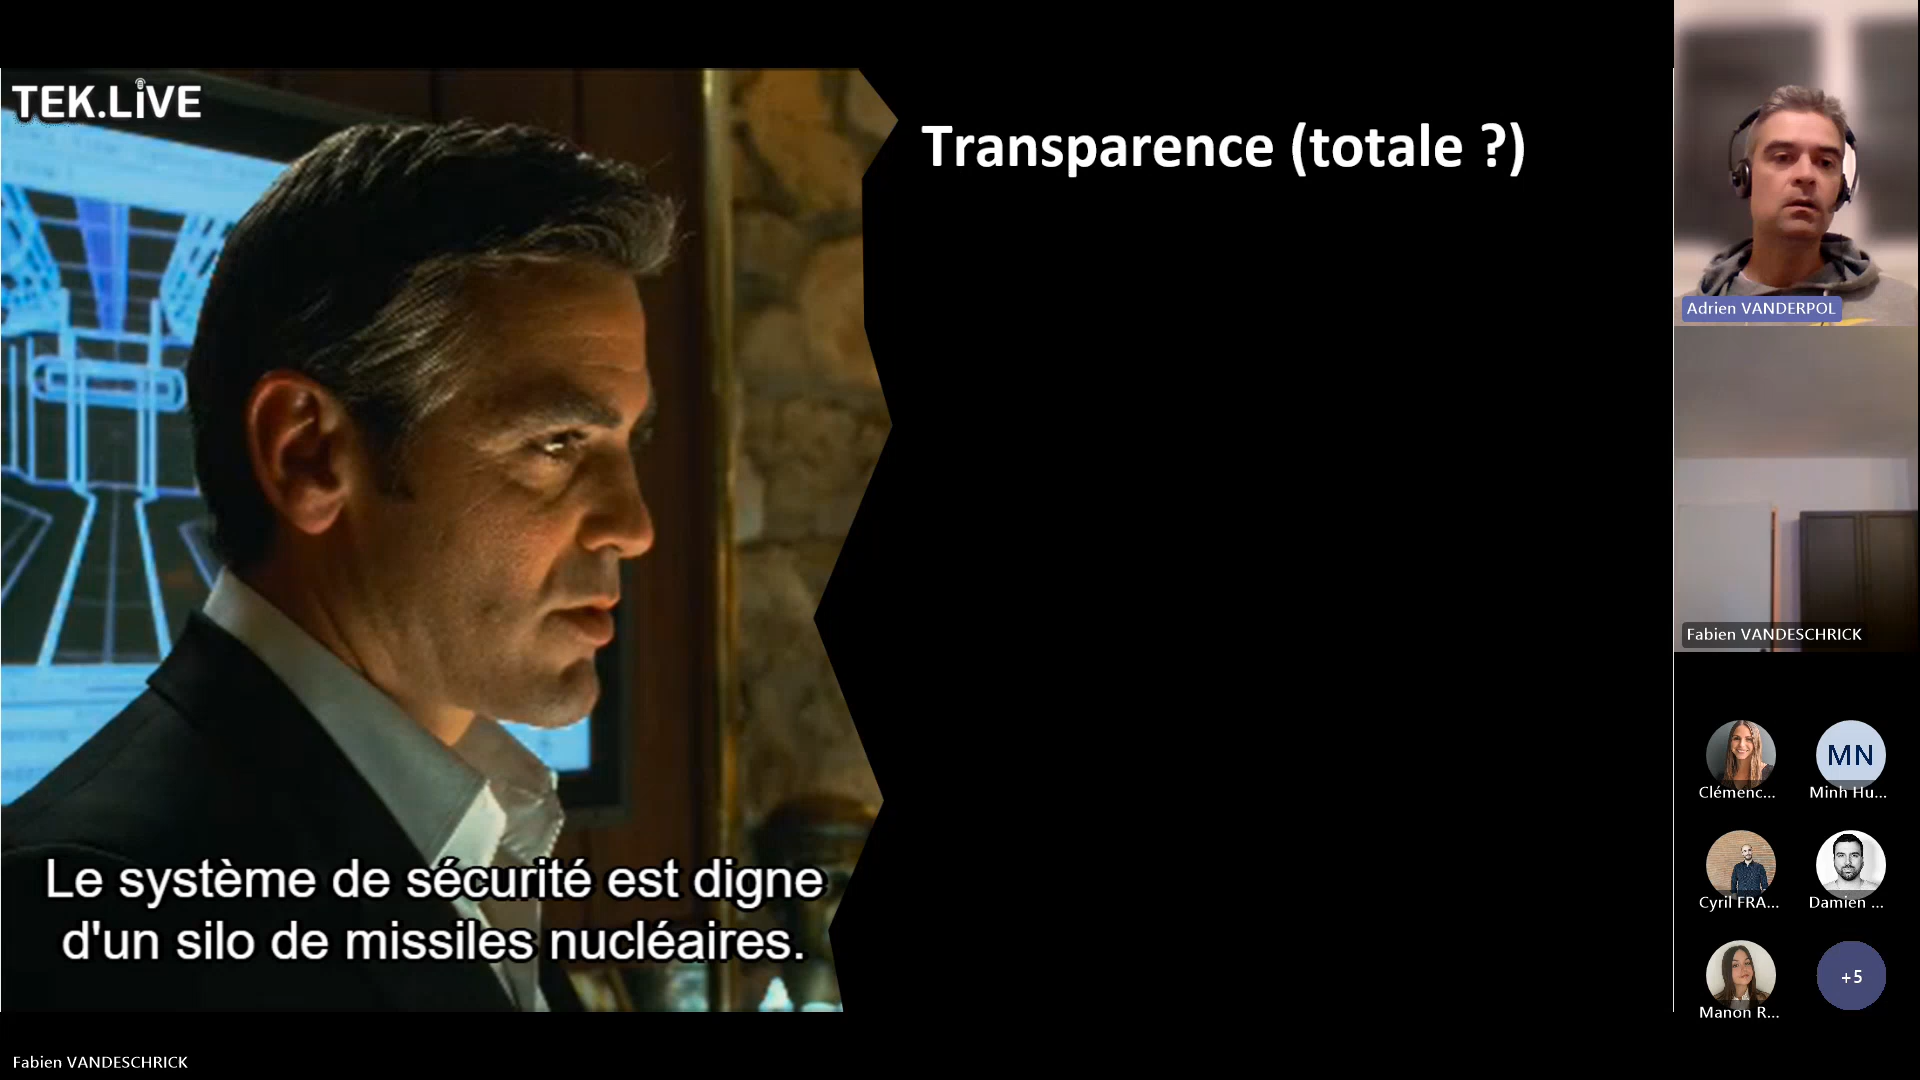 TEK.LiVE
Transparence (totale ?)
Le système de sécurité est digne
d'un silo de missiles nucléaires.
Adrien VANDERPOL
Fabien VANDESCHRICK
MN
Clémenc...
Minh Hu...
Cyril FRA...
Damien ...
+5
Manon R...
Fabien VANDESCHRICK